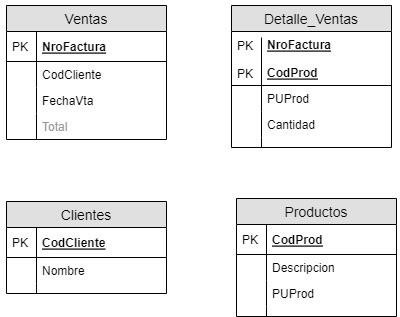 Ventas
PK NroFactura
CodCliente
FechaVta
Total
Detalle_Ventas
PK NroFactura
PK CodProd
PUProd
Cantidad
Clientes
PK CodCliente
Nombre
Productos
PK CodProd
Descripcion
PUProd